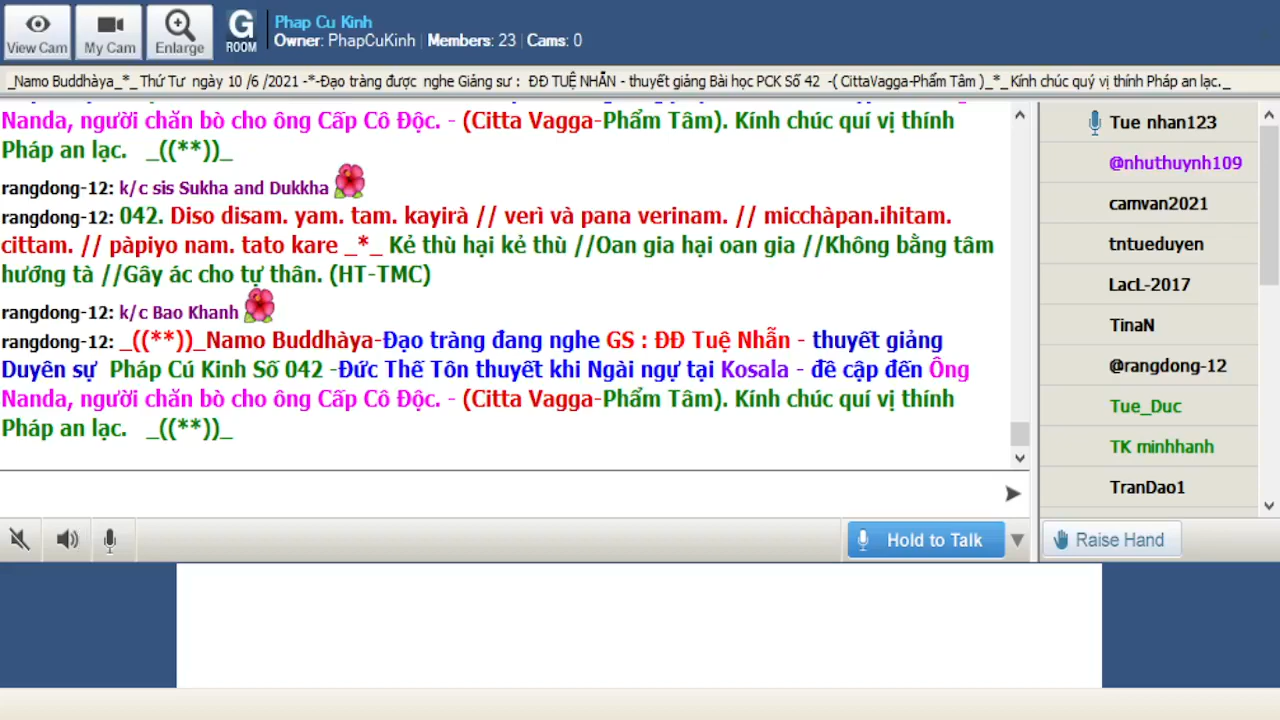 View Cam
My Cam
Enlarge
G
ROOM
Phap Cu Kinh
Owner: PhapCuKinh | Members: 23 | Cams: 0
_Namo Buddhàya_*_ Thứ Tư ngày 10 /6 /2021 -*-Đạo tràng được nghe Giảng sư : ĐĐ TUỆ NHẪN - thuyết giảng Bài học PCK Số 42 -( CittaVagga-Phẩm Tâm )_*_ Kính chúc quý vị thính Pháp an lạc._
Nanda, người chăn bò cho ông Cấp Cô Độc. - (Citta Vagga-Phẩm Tâm). Kính chúc quí vị thính
Pháp an lạc. _((**))_
rangdong-12: k/c sis Sukha and Dukkha
rangdong-12: 042. Diso disam. yam. tam. kayirà // verì và pana verinam. // micchàpan.ihitam.
cittam. // pàpiyo nam. tato kare _*_ Kẻ thù hại kẻ thù //Oan gia hại oan gia //Không bằng tâm
hướng tà //Gây ác cho tự thân. (HT-TMC)
rangdong-12: k/c Bao Khanh
rangdong-12: _((**))_Namo Buddhàya-Đạo tràng đang nghe GS : ĐĐ Tuệ Nhẫn - thuyết giảng
Duyên sự Pháp Cú Kinh Số 042 -Đức Thế Tôn thuyết khi Ngài ngự tại Kosala - đề cập đến Ông
Nanda, người chăn bò cho ông Cấp Cô Độc. - (Citta Vagga-Phẩm Tâm). Kính chúc quí vị thính
Pháp an lạc. _((**))_
Tue nhan123
@nhuthuynh109
camvan2021
tntueduyen
LacL-2017
TinaN
@rangdong-12
Tue_Duc
TK minhhanh
TranDao1
Hold to Talk
Raise Hand